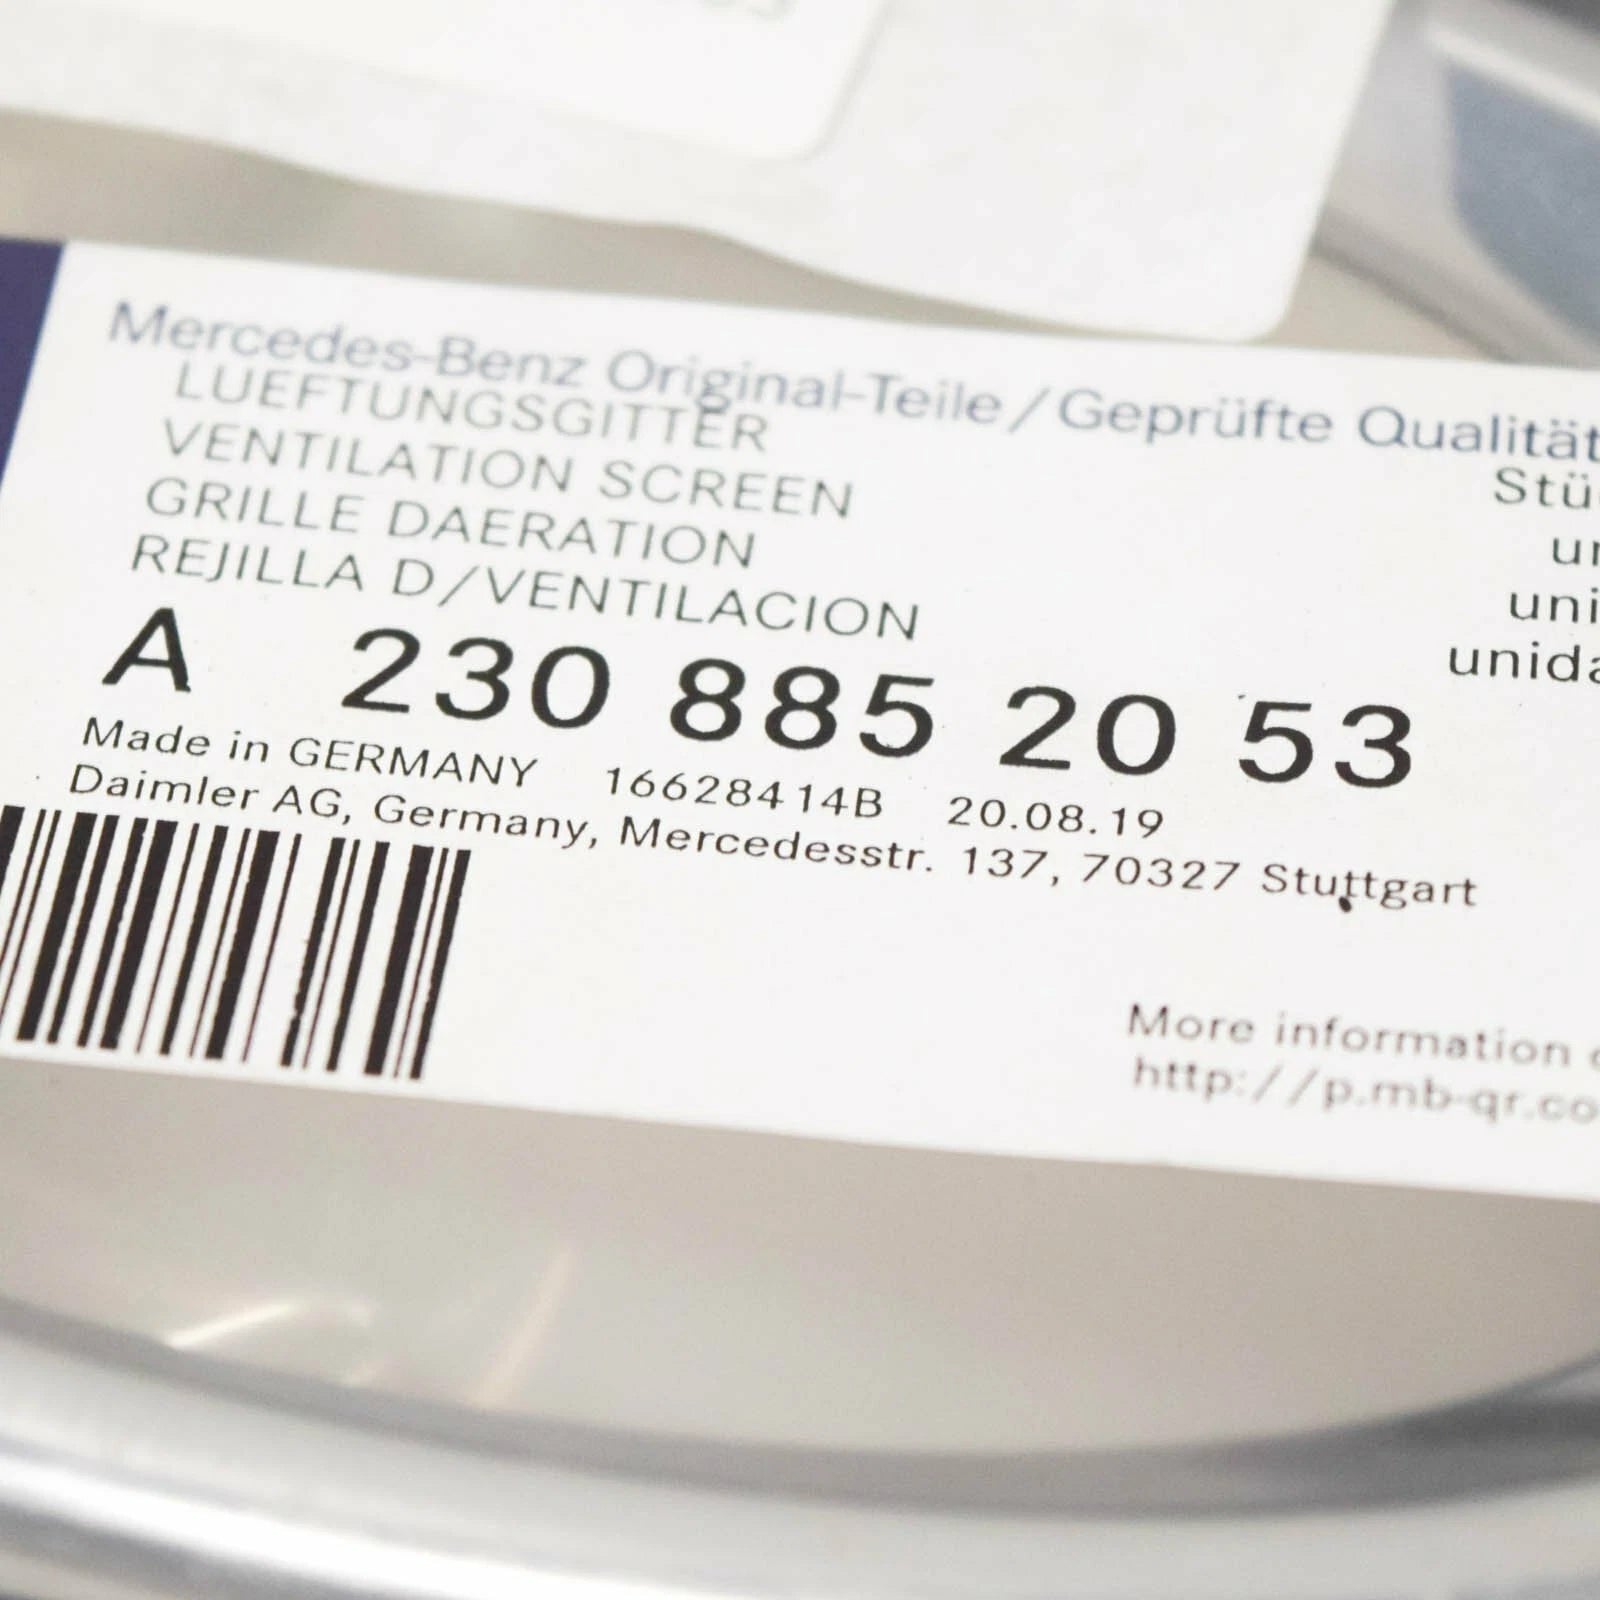 Mercedes-Benz Original-Teile/Geprüfte Qualität
LUEFTUNGSGITTER
VENTILATION SCREEN
GRILLE DAERATION
REJILLA D/VENTILACION
A 230 885 20 53
Made in GERMANY 16628414B 20.08.19
Daimler AG, Germany, Mercedesstr. 137, 70327 Stuttgart
More information
http://p.mb-qr.co